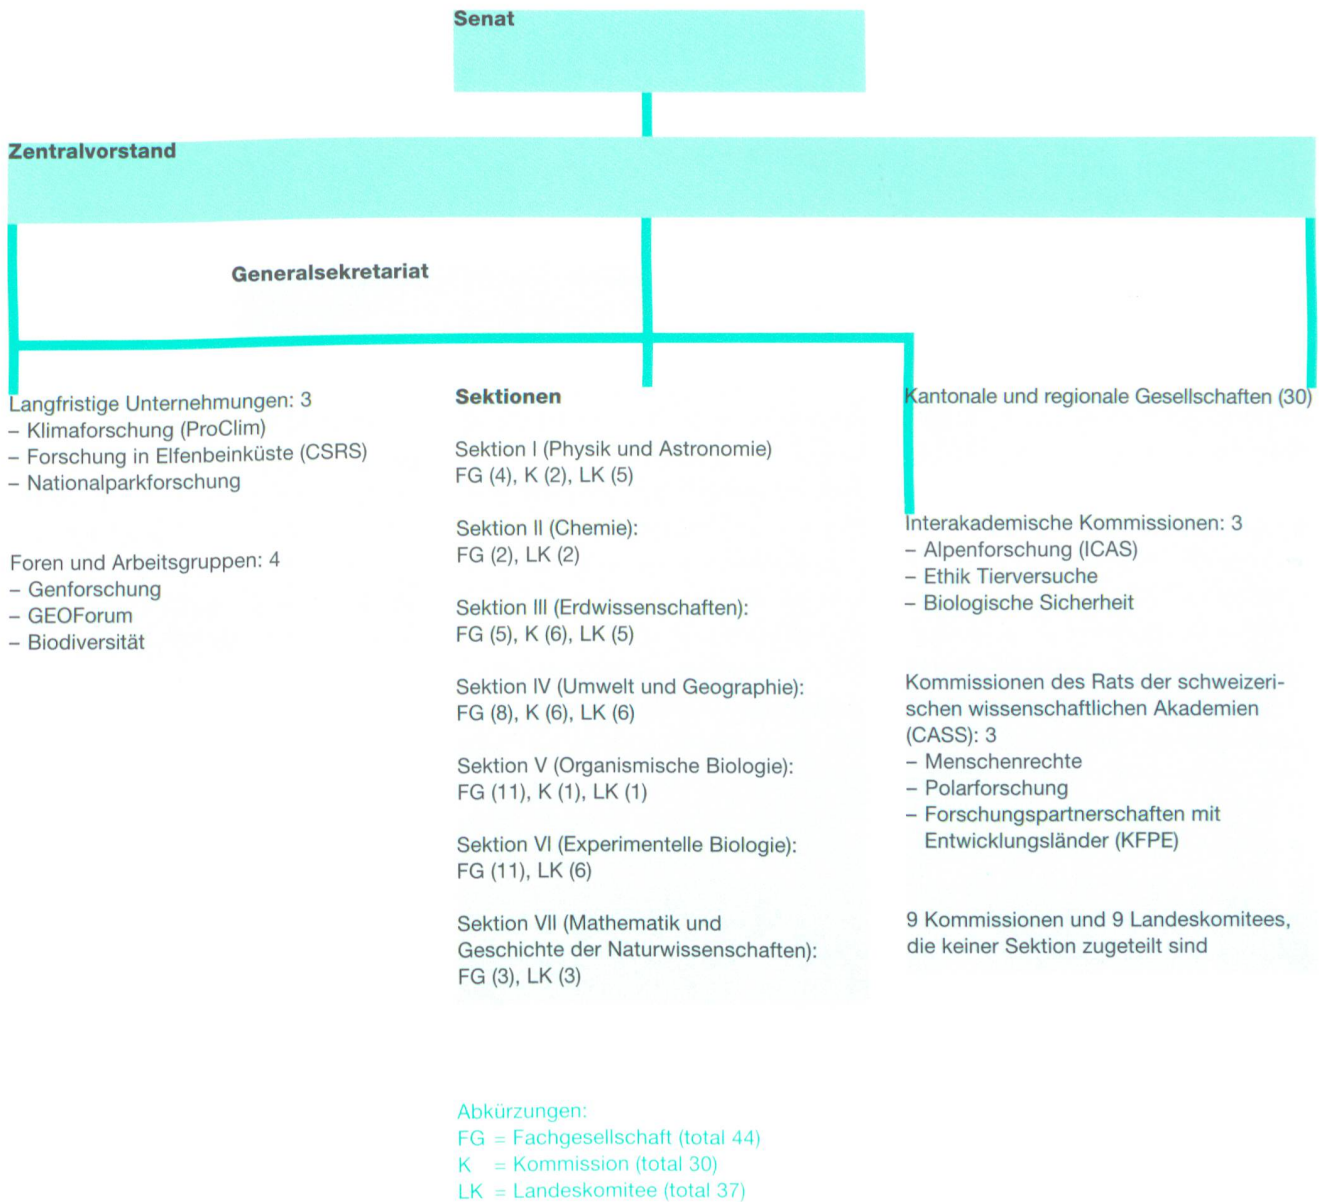 Senat
Zentralvorstand
Generalsekretariat
Langfristige Unternehmungen: 3
– Klimaforschung (ProClim)
– Forschung in Elfenbeinküste (CSRS)
– Nationalparkforschung
Foren und Arbeitsgruppen: 4
– Genforschung
– GEOForum
– Biodiversität
Sektionen
Sektion I (Physik und Astronomie)
FG (4), K (2), LK (5)
Sektion II (Chemie):
FG (2), LK (2)
Sektion III (Erdwissenschaften):
FG (5), K (6), LK (5)
Sektion IV (Umwelt und Geographie):
FG (8), K (6), LK (6)
Sektion V (Organismische Biologie):
FG (11), K (1), LK (1)
Sektion VI (Experimentelle Biologie):
FG (11), LK (6)
Sektion VII (Mathematik und
Geschichte der Naturwissenschaften):
FG (3), LK (3)
Kantonale und regionale Gesellschaften (30)
Interakademische Kommissionen: 3
– Alpenforschung (ICAS)
– Ethik Tierversuche
– Biologische Sicherheit
Kommissionen des Rats der schweizeri-
schen wissenschaftlichen Akademien
(CASS): 3
– Menschenrechte
– Polarforschung
– Forschungspartnerschaften mit
Entwicklungsländer (KFPE)
9 Kommissionen und 9 Landeskomitees,
die keiner Sektion zugeteilt sind
Abkürzungen:
FG = Fachgesellschaft (total 44)
K = Kommission (total 30)
LK = Landeskomitee (total 37)